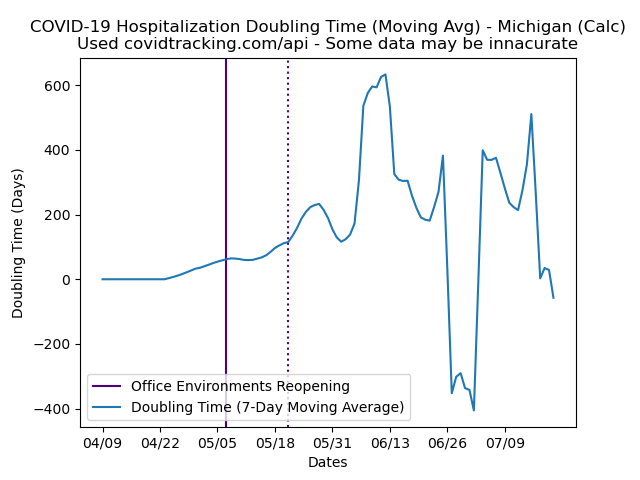 COVID-19 Hospitalization Doubling Time (Moving Avg) - Michigan (Calc)
Used covidtracking.com/api - Some data may be innacurate
Doubling Time (Days)
600
400
200
0
−200
−400
Office Environments Reopening
Doubling Time (7-Day Moving Average)
04/09 04/22 05/05 05/18 05/31 06/13 06/26 07/09
Dates